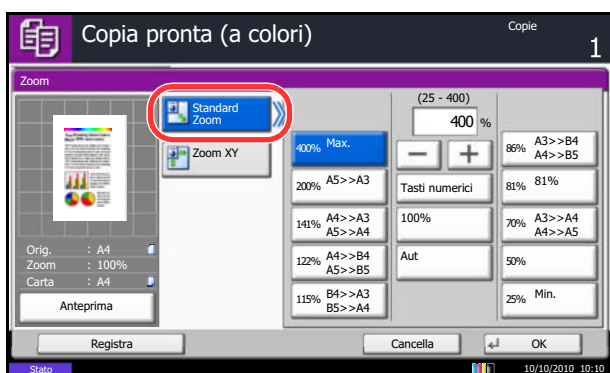 Copia pronta (a colori)
Copie
1
Zoom
Standard
Zoom
Zoom XY
(25 - 400)
400 %
400% Max.
200% A5>>A3
141% A4>>A3
A5>>A4
122% A4>>B4
A5>>B5
115% B4>>A3
B5>>A4
Tasti numerici
100%
Aut
86% A3>>B4
A4>>B5
81% 81%
70% A3>>A4
A4>>A5
50%
25% Min.
Orig. : A4
Zoom : 100%
Carta : A4
Anteprima
Registra
Cancella
OK
Stato
10/10/2010 10:10